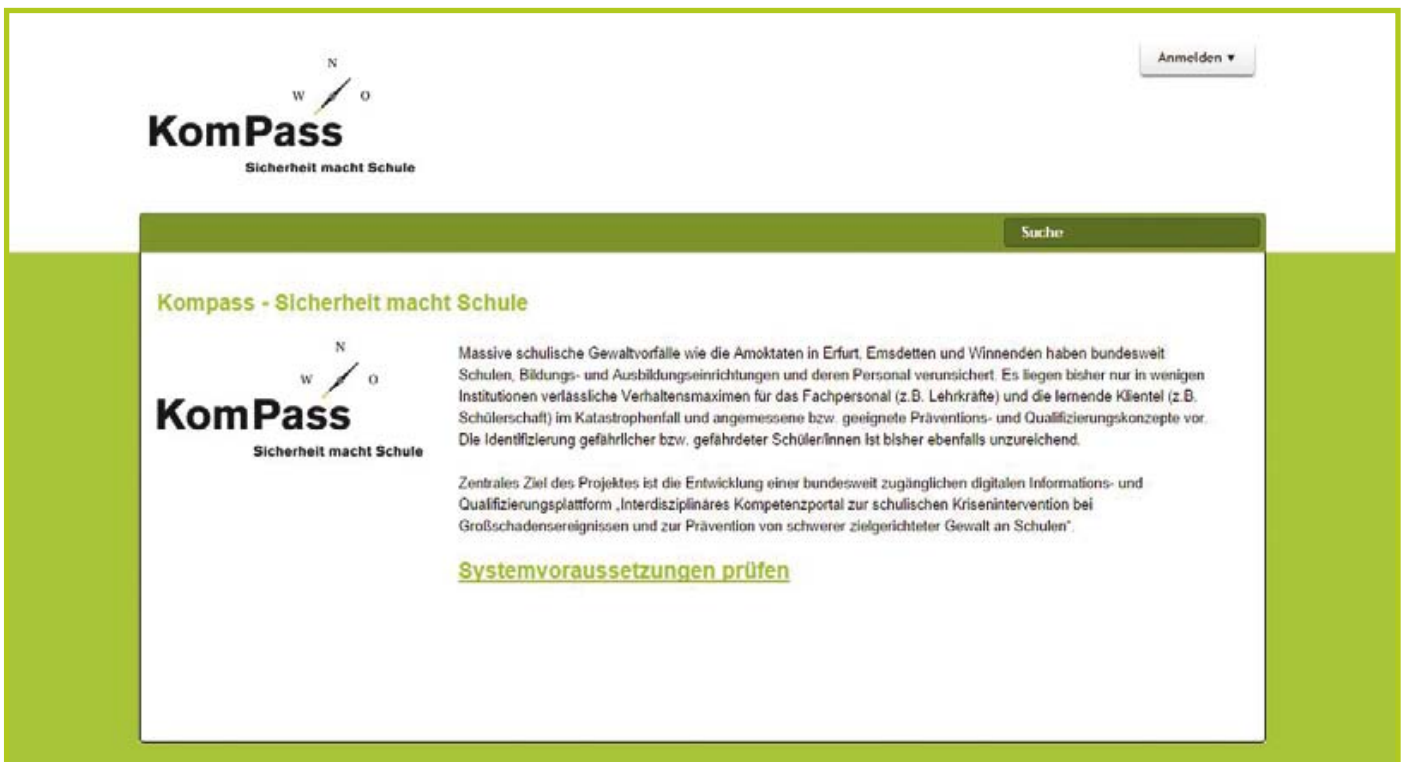 N
Anmelden ▼
W O
KomPass
Sicherheit macht Schule
Suche
Kompass - Sicherheit macht Schule
N
W O
KomPass
Sicherheit macht Schule
Massive schulische Gewaltvorfälle wie die Amoktaten in Erfurt, Emsdetten und Winnenden haben bundesweit
Schulen, Bildungs- und Ausbildungseinrichtungen und deren Personal verunsichert. Es liegen bisher nur in wenigen
Institutionen verlässliche Verhaltensmaximen für das Fachpersonal (z.B. Lehrkräfte) und die lernende Klientel (z.B.
Schülerschaft) im Katastrophenfall und angemessene bzw. geeignete Präventions- und Qualifizierungskonzepte vor.
Die Identifizierung gefährlicher bzw. gefährdeter Schüler/innen ist bisher ebenfalls unzureichend.
Zentrales Ziel des Projektes ist die Entwicklung einer bundesweit zugänglichen digitalen Informations- und
Qualifizierungsplattform „Interdisziplinäres Kompetenzportal zur schulischen Krisenintervention bei
Großschadensereignissen und zur Prävention von schwerer zielgerichteter Gewalt an Schulen“.
Systemvoraussetzungen prüfen